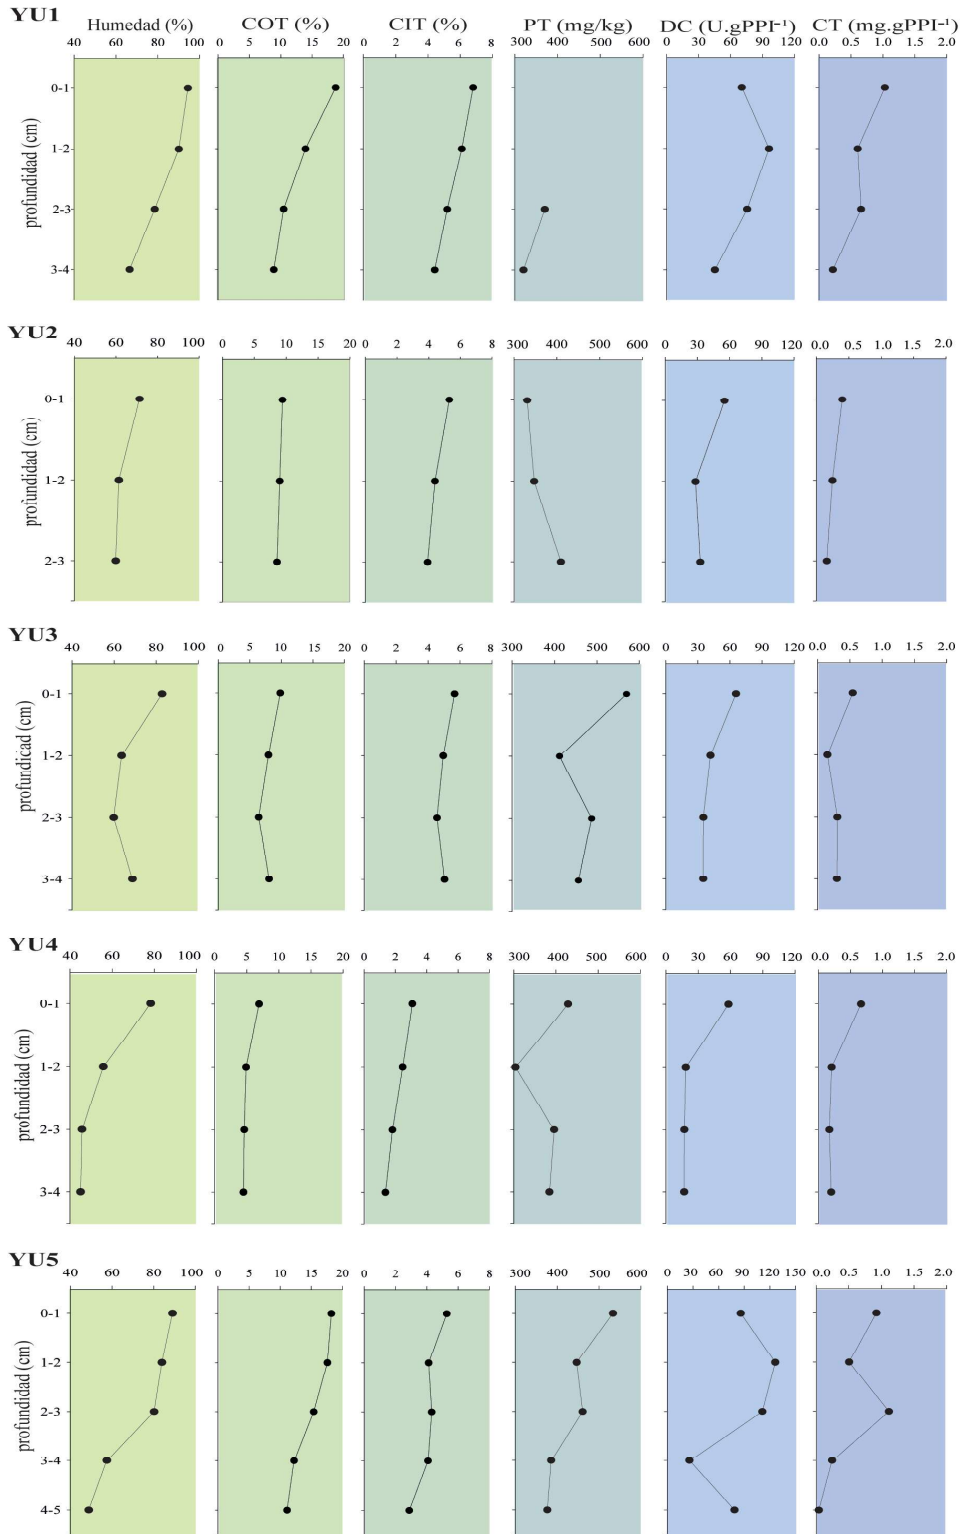 YU1
Humedad (%) COT (%) CIT (%) PT (mg/kg) DC (U.gPPI⁻¹) CT (mg.gPPI⁻¹)
40 60 80 100 0 5 10 15 20 0 2 4 6 8 300 400 500 600 0 30 60 90 120 0.0 0.5 1.0 1.5 2.0
profundidad (cm)
0-1
1-2
2-3
3-4
YU2
40 60 80 100 0 5 10 15 20 0 2 4 6 8 300 400 500 600 0 30 60 90 120 0.0 0.5 1.0 1.5 2.0
profundidad (cm)
0-1
1-2
2-3
YU3
40 60 80 100 0 5 10 15 20 0 2 4 6 8 300 400 500 600 0 30 60 90 120 0.0 0.5 1.0 1.5 2.0
profundicad (cm)
0-1
1-2
2-3
3-4
YU4
40 60 80 100 0 5 10 15 20 0 2 4 6 8 300 400 500 600 0 30 60 90 120 0.0 0.5 1.0 1.5 2.0
profundidad (cm)
0-1
1-2
2-3
3-4
YU5
40 60 80 100 0 5 10 15 20 0 2 4 6 8 300 400 500 600 0 30 60 90 120 150 0.0 0.5 1.0 1.5 2.0
profundidad (cm)
0-1
1-2
2-3
3-4
4-5